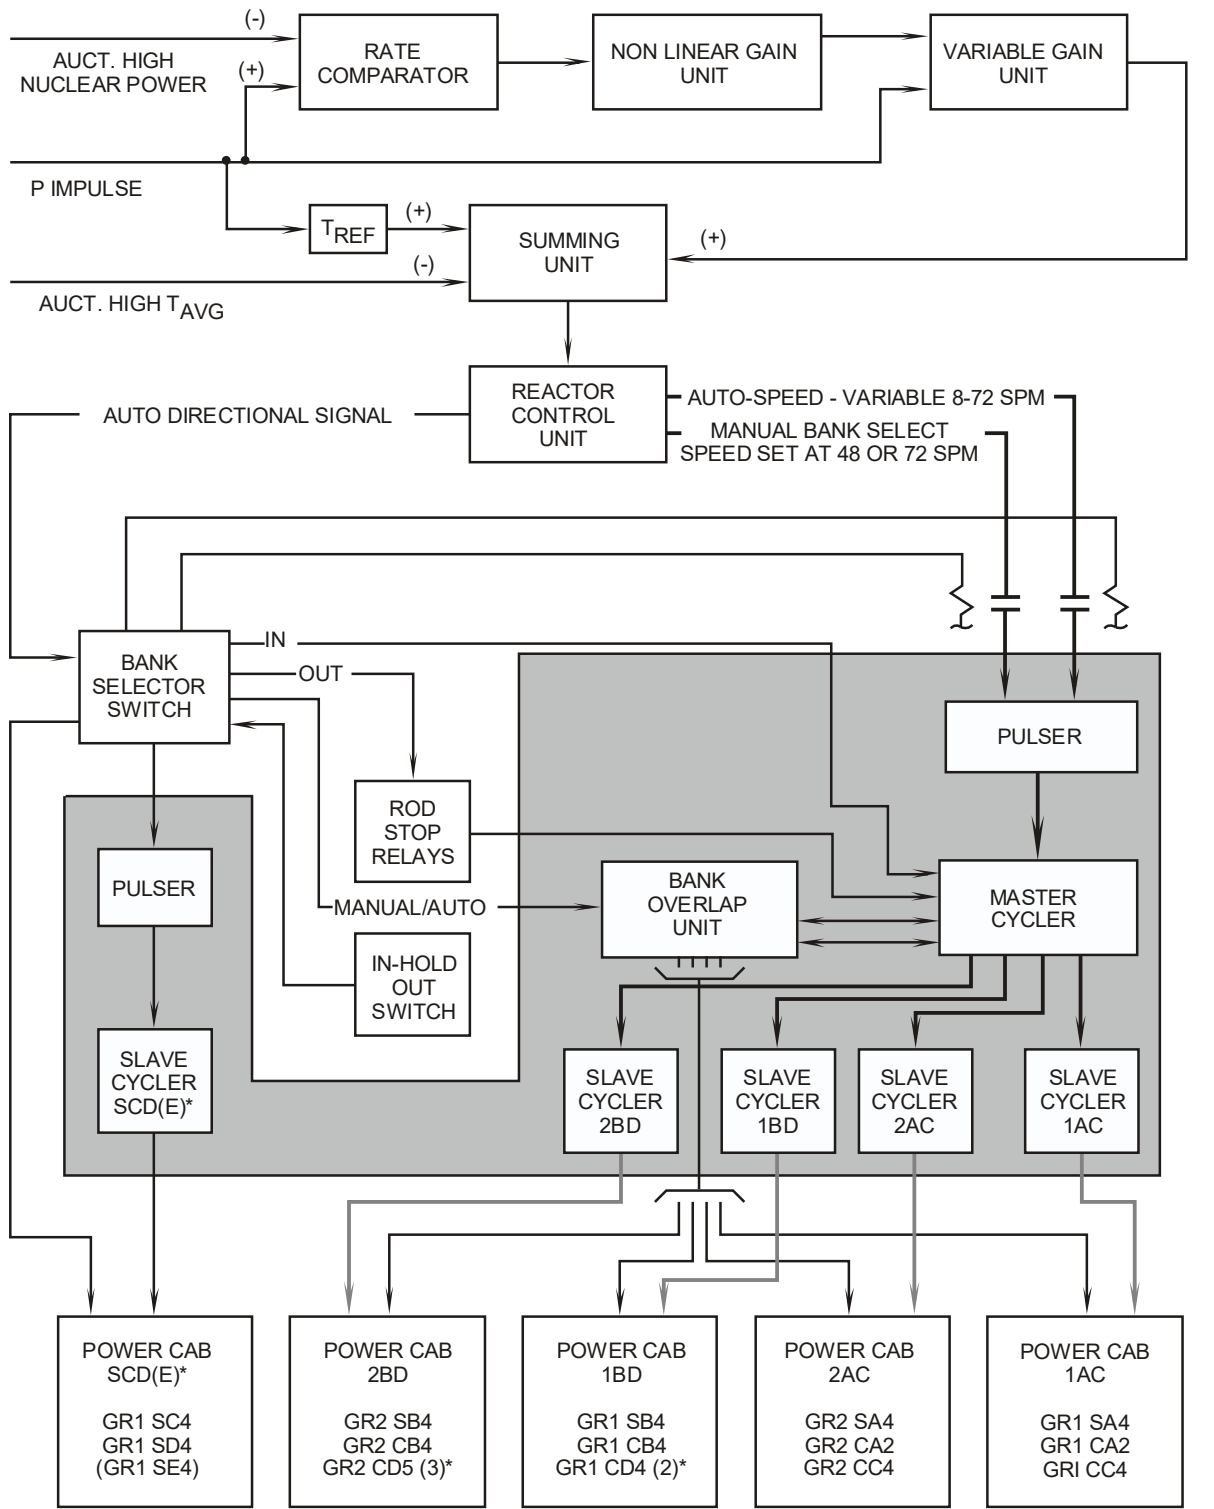 (-)
AUCT. HIGH
NUCLEAR POWER
(+)
RATE
COMPARATOR
NON LINEAR GAIN
UNIT
VARIABLE GAIN
UNIT
P IMPULSE
TREF
(+)
(-)
SUMMING
UNIT
(+)
AUCT. HIGH TAVG
REACTOR
CONTROL
UNIT
AUTO DIRECTIONAL SIGNAL
AUTO-SPEED - VARIABLE 8-72 SPM
MANUAL BANK SELECT
SPEED SET AT 48 OR 72 SPM
BANK
SELECTOR
SWITCH
IN
OUT
PULSER
ROD
STOP
RELAYS
PULSER
MANUAL/AUTO
BANK
OVERLAP
UNIT
MASTER
CYCLER
IN-HOLD
OUT
SWITCH
SLAVE
CYCLER
SCD(E)*
SLAVE
CYCLER
2BD
SLAVE
CYCLER
1BD
SLAVE
CYCLER
2AC
SLAVE
CYCLER
1AC
POWER CAB
SCD(E)*
GR1 SC4
GR1 SD4
(GR1 SE4)
POWER CAB
2BD
GR2 SB4
GR2 CB4
GR2 CD5 (3)*
POWER CAB
1BD
GR1 SB4
GR1 CB4
GR1 CD4 (2)*
POWER CAB
2AC
GR2 SA4
GR2 CA2
GR2 CC4
POWER CAB
1AC
GR1 SA4
GR1 CA2
GRI CC4